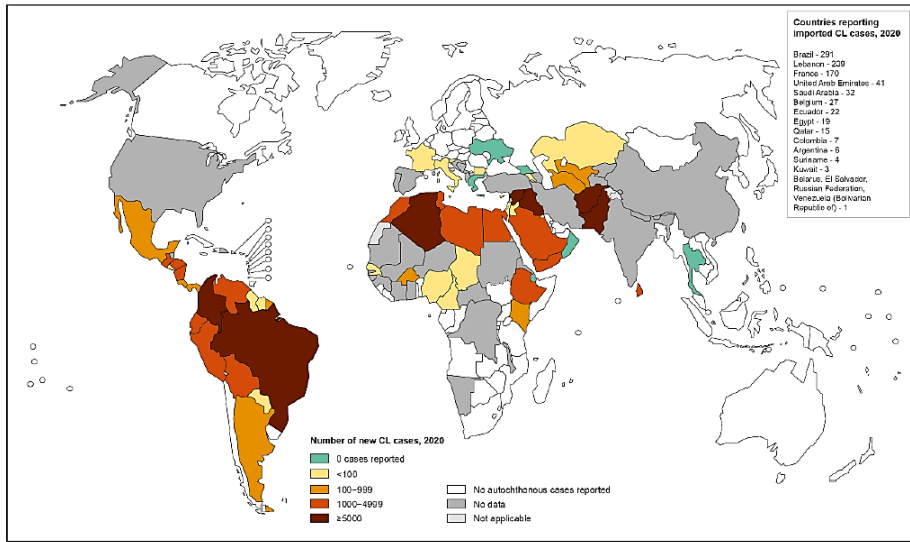 Countries reporting
imported CL cases, 2020
Brazil - 291
Lebanon - 239
France - 170
United Arab Emirates - 41
Saudi Arabia - 32
Belgium - 27
Ecuador - 22
Egypt - 19
Qatar - 15
Colombia - 7
Argentina - 6
Suriname - 4
Kuwait - 3
Belarus, El Salvador,
Russian Federation,
Venezuela (Bolivarian
Republic of) - 1
Number of new CL cases, 2020
0 cases reported
<100
100–999
1000–4999
≥5000
No autochthonous cases reported
No data
Not applicable